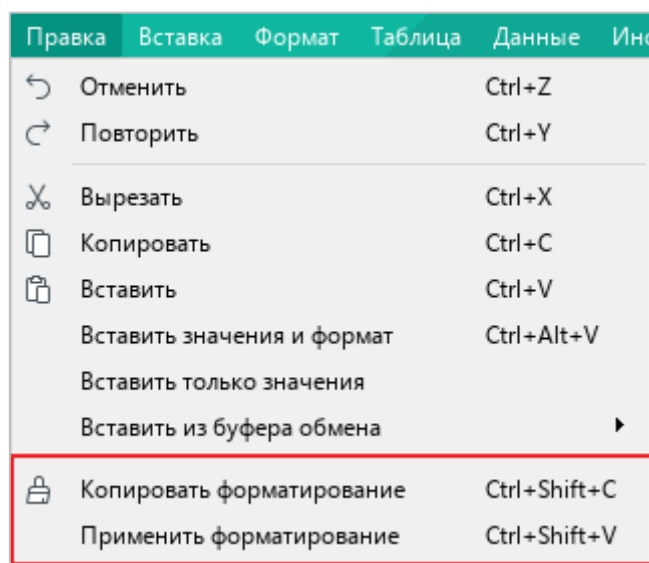 Правка Вставка Формат Таблица Данные
Отменить Ctrl+Z
Повторить Ctrl+Y
Вырезать Ctrl+X
Копировать Ctrl+C
Вставить Ctrl+V
Вставить значения и формат Ctrl+Alt+V
Вставить только значения
Вставить из буфера обмена
Копировать форматирование Ctrl+Shift+C
Применить форматирование Ctrl+Shift+V